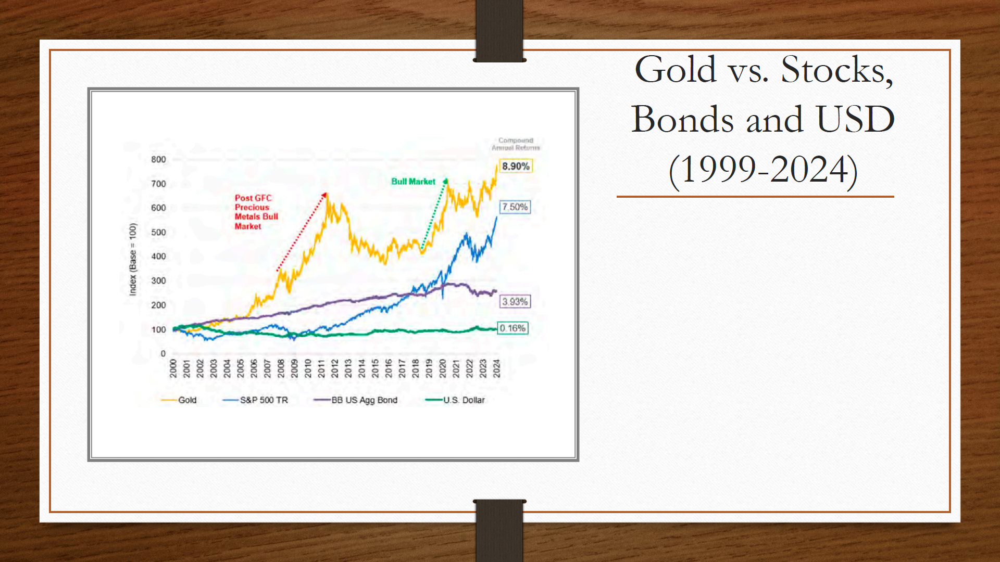 Gold vs. Stocks,
Bonds and USD
(1999-2024)
Compound
Annual Returns
800
700
600
500
400
300
200
100
0
Index (Base = 100)
Post GFC
Precious
Metals Bull
Market
Bull Market
8.90%
7.50%
3.93%
0.16%
2000
2001
2002
2003
2004
2005
2006
2007
2008
2009
2010
2011
2012
2013
2014
2015
2016
2017
2018
2019
2020
2021
2022
2023
2024
Gold
S&P 500 TR
BB US Agg Bond
U.S. Dollar